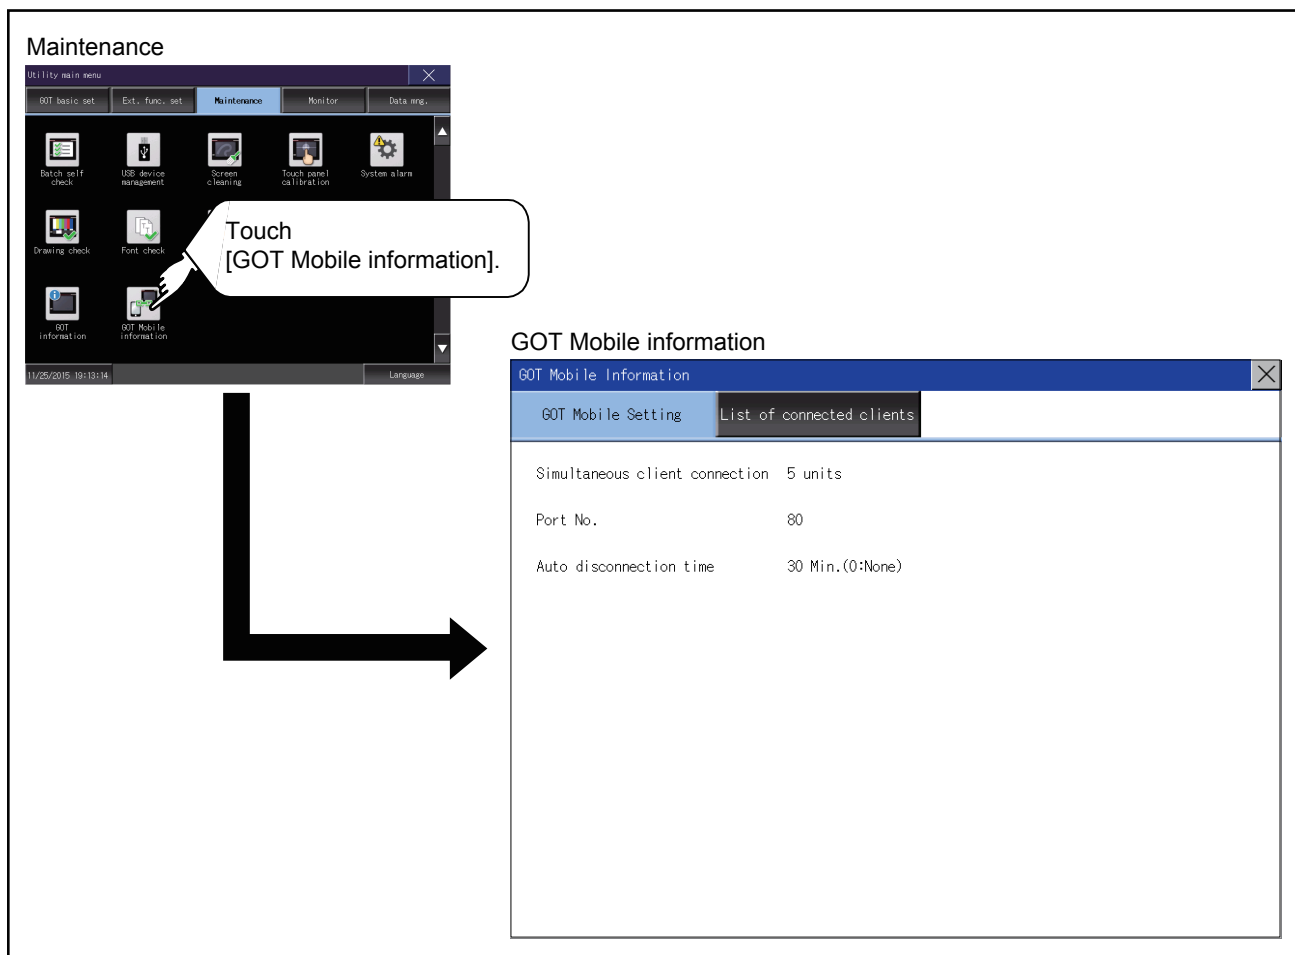 Maintenance
Utility main menu
GOT basic set
Ext. func. set
Maintenance
Monitor
Data mng.
Batch self
check
USB device
management
Screen
cleaning
Touch panel
calibration
System alarm
Drawing check
Font check
Touch
[GOT Mobile information].
GOT
information
GOT Mobile
information
11/25/2015 19:13:14
Language
GOT Mobile information
GOT Mobile Information
GOT Mobile Setting
List of connected clients
Simultaneous client connection 5 units
Port No. 80
Auto disconnection time 30 Min.(0:None)